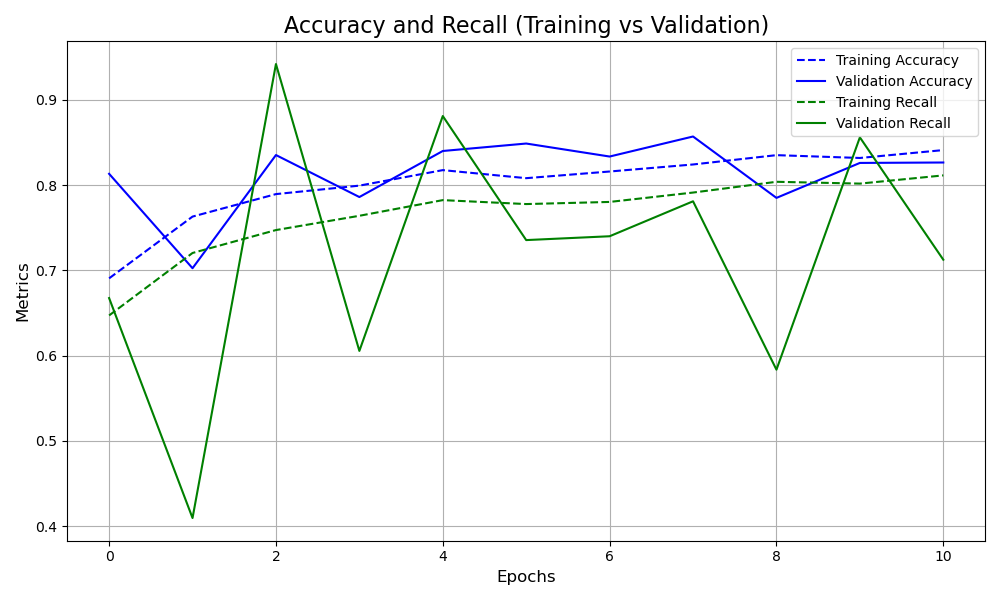 Accuracy and Recall (Training vs Validation)
Training Accuracy
Validation Accuracy
Training Recall
Validation Recall
Metrics
0.9
0.8
0.7
0.6
0.5
0.4
0 2 4 6 8 10
Epochs